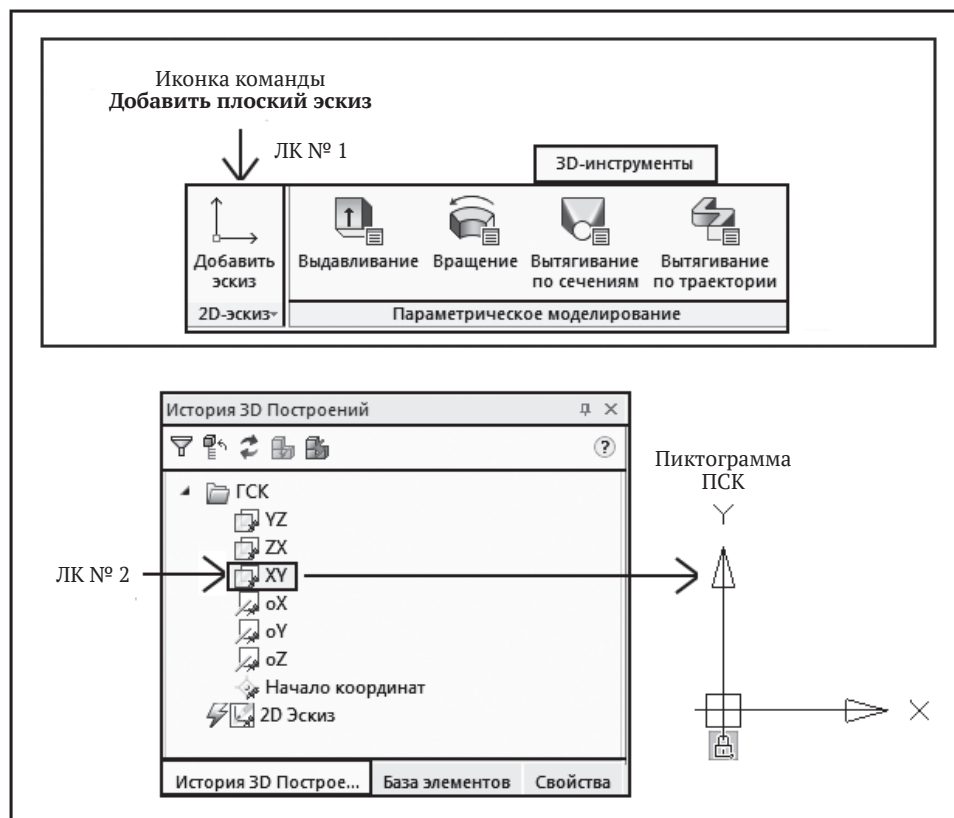 Иконка команды
Добавить плоский эскиз
ЛК № 1
3D-инструменты
Добавить
эскиз
Выдавливание
Вращение
Вытягивание
по сечениям
Вытягивание
по траектории
2D-эскиз
Параметрическое моделирование
История 3D Построений
?
ГСК
YZ
ZX
ЛК № 2
XY
oX
oY
oZ
Начало координат
2D Эскиз
История 3D Построе...
База элементов
Свойства
Пиктограмма
ПСК
Y
X